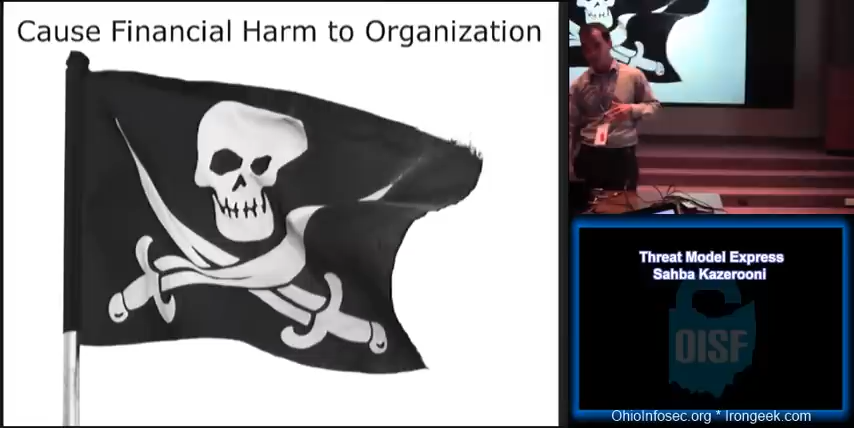 Cause Financial Harm to Organization
Threat Model Express
Sahba Kazerooni
OISF
OhioInfosec.org * Irongeek.com